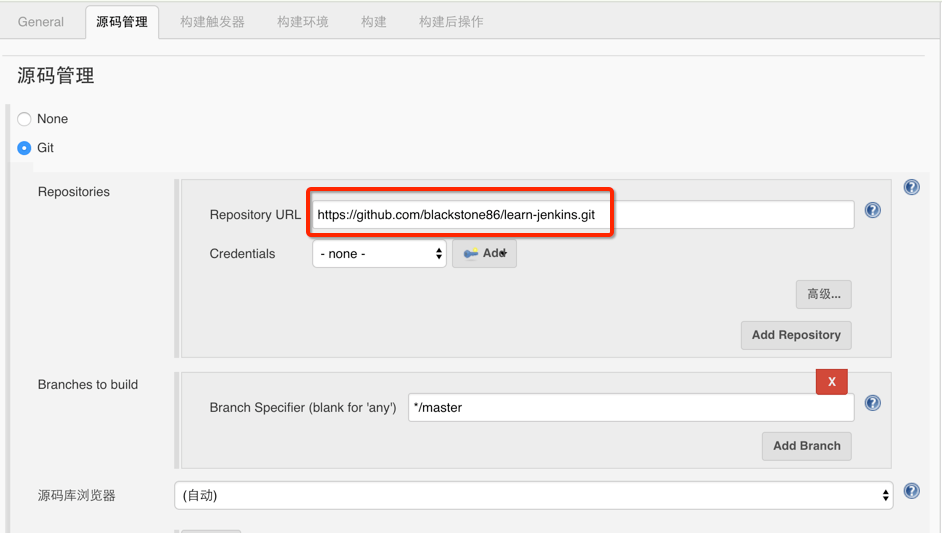 General 源码管理 构建触发器 构建环境 构建 构建后操作
源码管理
None
Git
Repositories
Repository URL https://github.com/blackstone86/learn-jenkins.git
Credentials - none - Add
高级...
Add Repository
Branches to build
X
Branch Specifier (blank for 'any') */master
Add Branch
源码库浏览器 (自动)